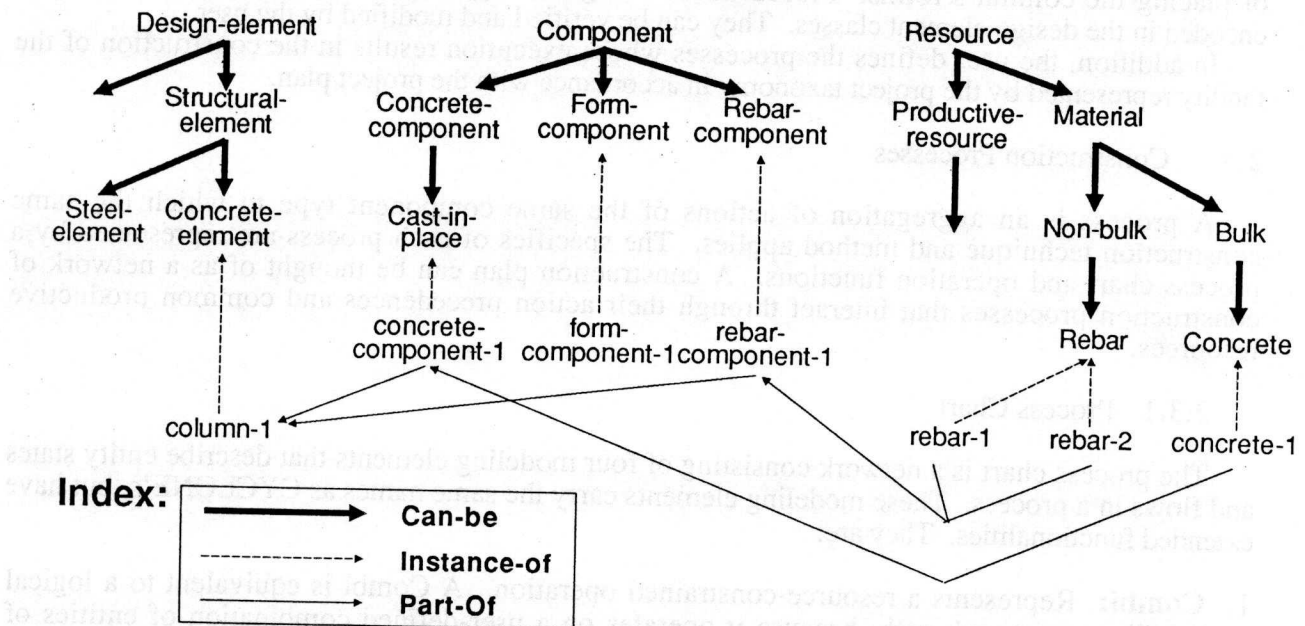 Design-element Component Resource
Structural- Concrete- Form- Rebar- Productive- Material
element component component component resource
Steel- Concrete- Cast-in- Non-bulk Bulk
element element place
concrete- form- rebar- Rebar Concrete
component-1 component-1 component-1
column-1 rebar-1 rebar-2 concrete-1
Index:
Can-be
Instance-of
Part-Of